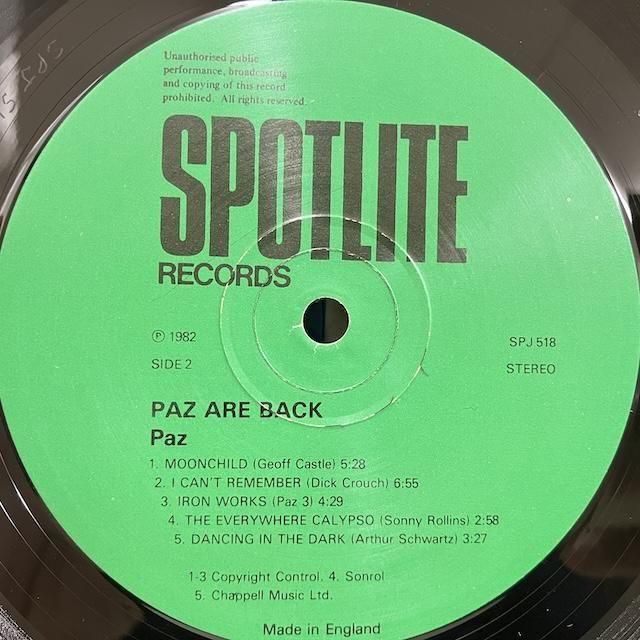 Unauthorised public
performance, broadcasting
and copying of this record
prohibited. All rights reserved.
SPOTLITE
RECORDS
℗ 1982
SPJ 518
SIDE 2
STEREO
PAZ ARE BACK
Paz
1. MOONCHILD (Geoff Castle) 5:28
2. I CAN'T REMEMBER (Dick Crouch) 6:55
3. IRON WORKS (Paz 3) 4:29
4. THE EVERYWHERE CALYPSO (Sonny Rollins) 2:58
5. DANCING IN THE DARK (Arthur Schwartz) 3:27
1-3 Copyright Control. 4. Sonrol
5. Chappell Music Ltd.
Made in England